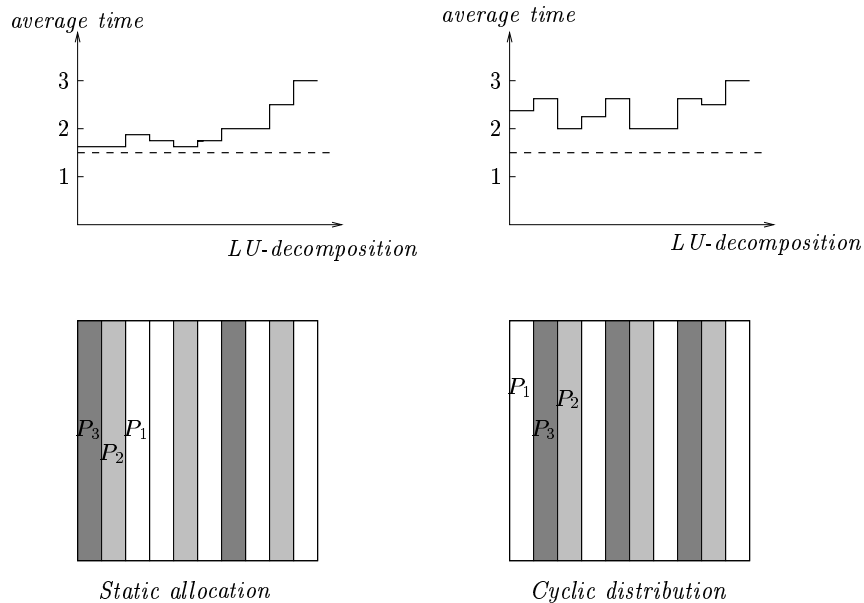 average time
3
2
1
LU-decomposition
average time
3
2
1
LU-decomposition
P3
P2
P1
Static allocation
P1
P3
P2
Cyclic distribution